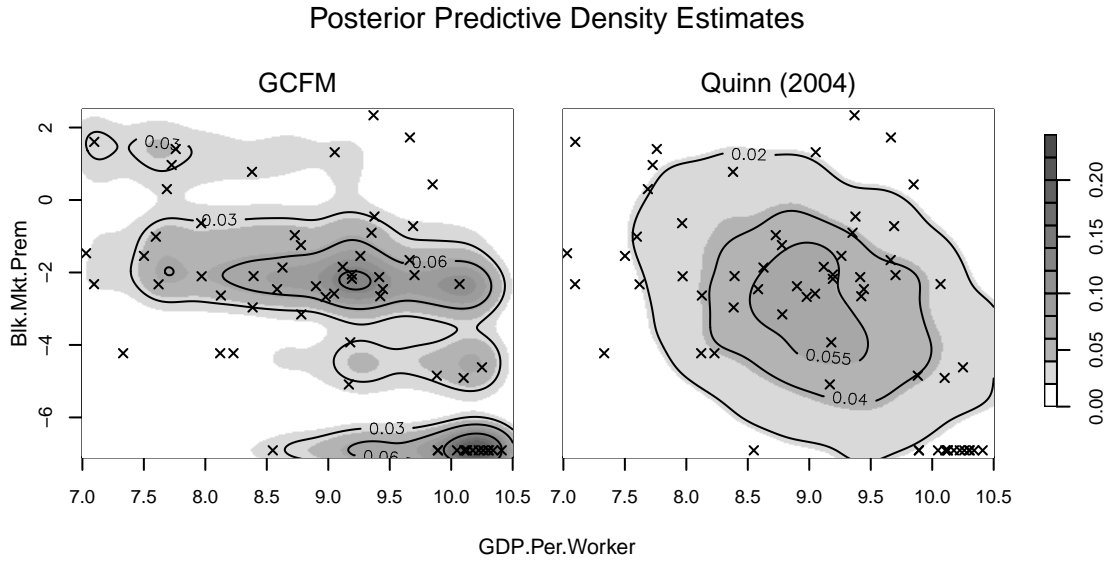 Posterior Predictive Density Estimates
GCFM
Quinn (2004)
Blk.Mkt.Prem
2
0
−2
−4
−6
0.03
0.03
0.06
0.03
0.06
7.0 7.5 8.0 8.5 9.0 9.5 10.0 10.5
0.02
0.055
0.04
7.0 7.5 8.0 8.5 9.0 9.5 10.0 10.5
0.00 0.05 0.10 0.15 0.20
GDP.Per.Worker